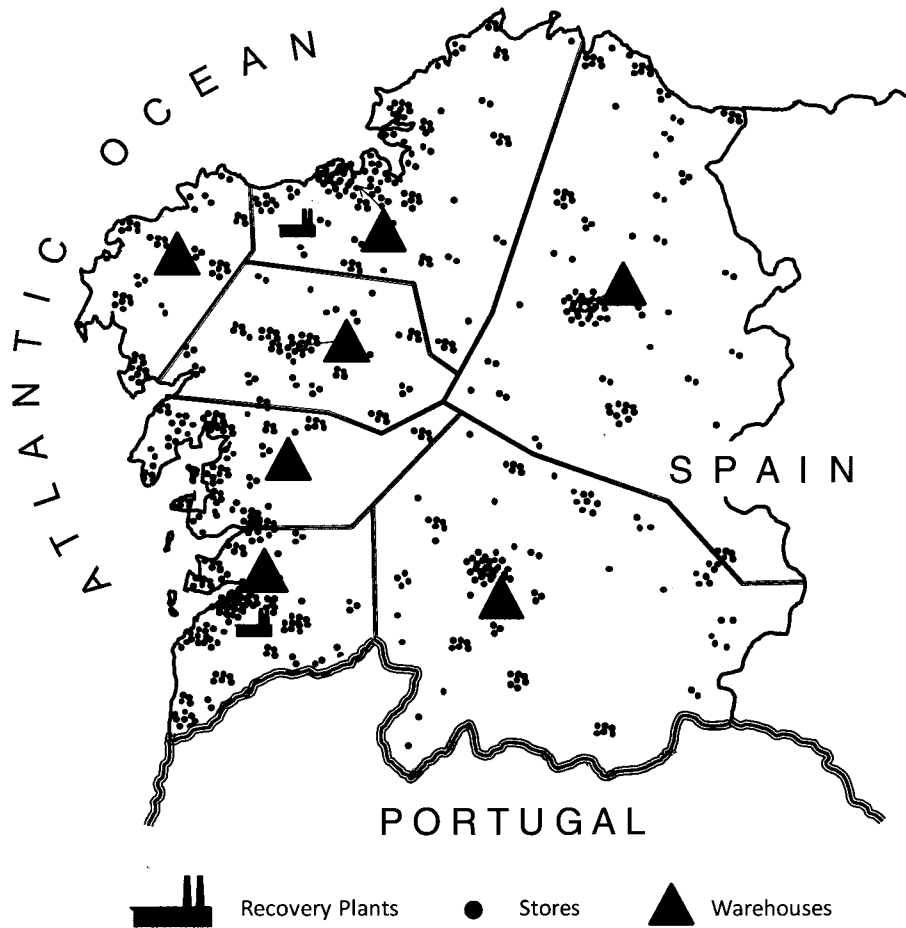 ATLANTIC OCEAN
SPAIN
PORTUGAL
Recovery Plants
Stores
Warehouses